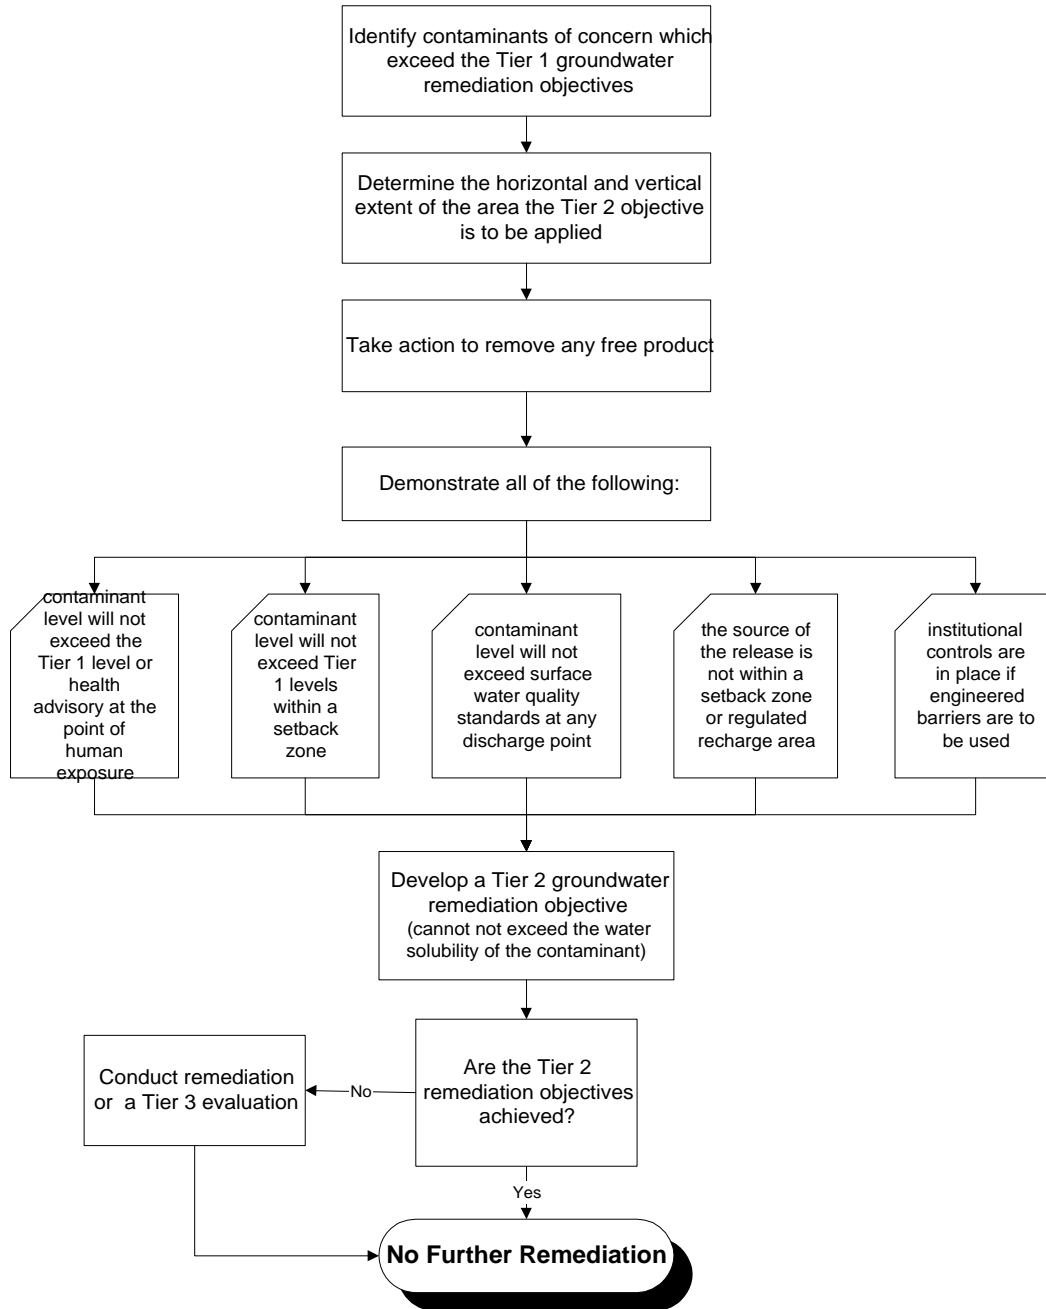 Identify contaminants of concern which
exceed the Tier 1 groundwater
remediation objectives
Determine the horizontal and vertical
extent of the area the Tier 2 objective
is to be applied
Take action to remove any free product
Demonstrate all of the following:
contaminant
level will not
exceed the
Tier 1 level or
health
advisory at the
point of
human
exposure
contaminant
level will not
exceed Tier
1 levels
within a
setback
zone
contaminant
level will not
exceed surface
water quality
standards at any
discharge point
the source of
the release is
not within a
setback zone
or regulated
recharge area
institutional
controls are
in place if
engineered
barriers are to
be used
Develop a Tier 2 groundwater
remediation objective
(cannot not exceed the water
solubility of the contaminant)
Are the Tier 2
remediation objectives
achieved?
No
Conduct remediation
or a Tier 3 evaluation
Yes
No Further Remediation